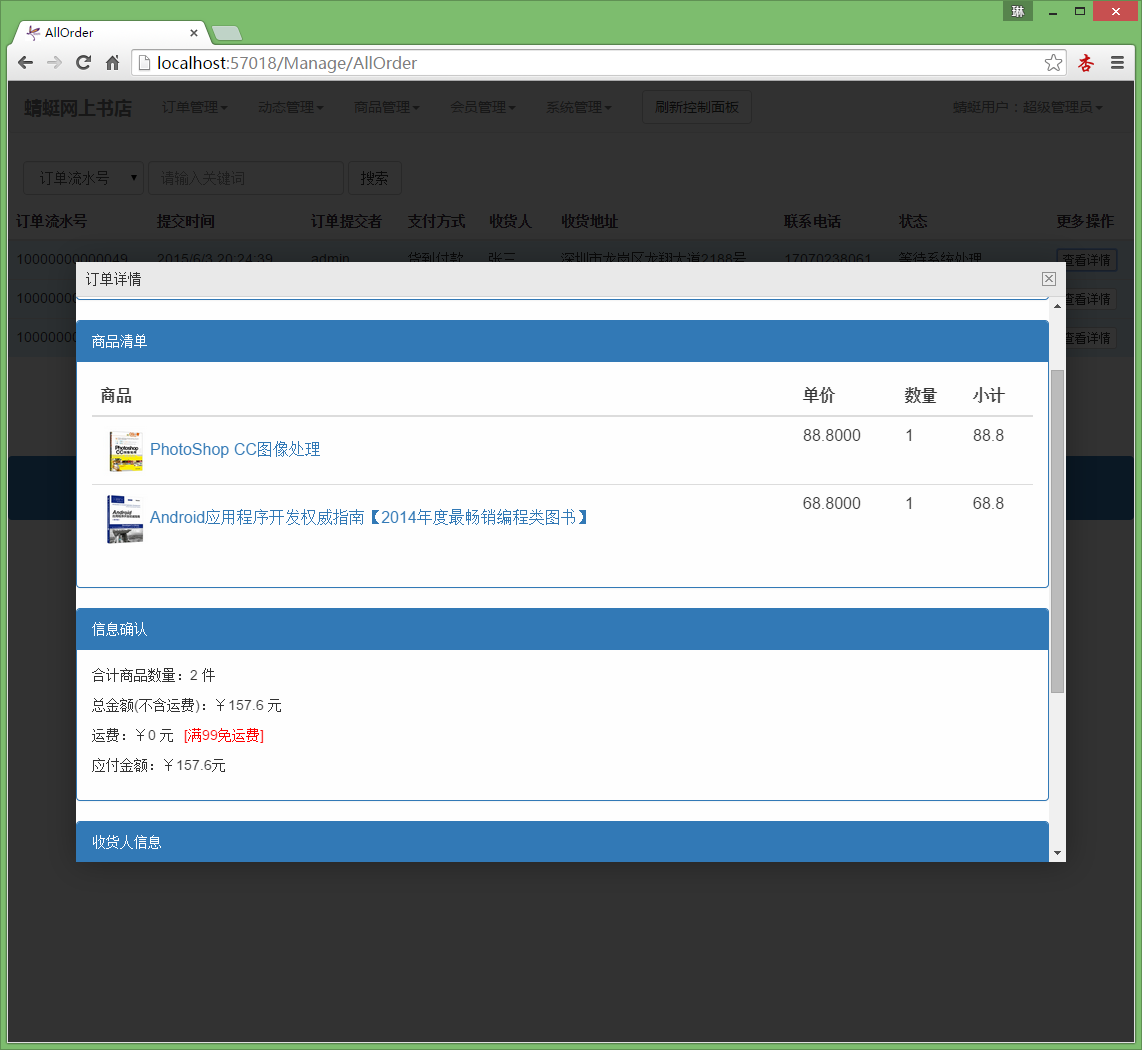 琳
AllOrder
localhost:57018/Manage/AllOrder
杏
蜻蜓网上书店 订单管理 动态管理 商品管理 会员管理 系统管理 刷新控制面板 蜻蜓用户：超级管理员
订单流水号 请输入关键词 搜索
订单流水号 提交时间 订单提交者 支付方式 收货人 收货地址 联系电话 状态 更多操作
10000000000049 2015/6/3 20:24:39 admin 货到付款 张三 深圳市龙岗区龙翔大道2188号 17070238061 等待系统处理 查看详情
查看详情
查看详情
订单详情
商品清单
商品 单价 数量 小计
PhotoShop CC图像处理 88.8000 1 88.8
Android应用程序开发权威指南【2014年度最畅销编程类图书】 68.8000 1 68.8
信息确认
合计商品数量：2 件
总金额(不含运费)：￥157.6 元
运费：￥0 元 [满99免运费]
应付金额：￥157.6元
收货人信息